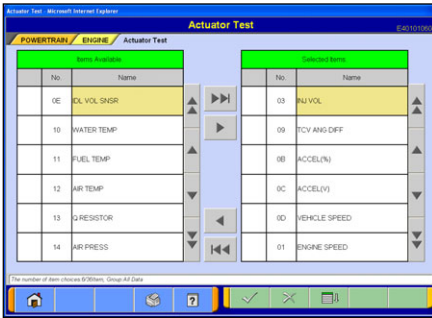 Actuator Test - Microsoft Internet Explorer
Actuator Test
E40101060
POWERTRAIN ENGINE Actuator Test
Items Available
No. Name
0E IDL VOL SNSR
10 WATER TEMP
11 FUEL TEMP
12 AIR TEMP
13 Q RESISTOR
14 AIR PRESS
Selected Items
No. Name
03 INJ VOL
09 TCV ANG DIFF
0B ACCEL(%)
0C ACCEL(V)
0D VEHICLE SPEED
01 ENGINE SPEED
The number of item choices 6/36item, Group:All Data
?